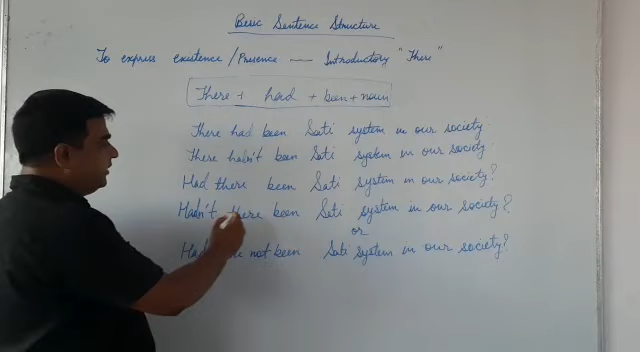 Basic Sentence Structure
To express existence/Presence — Introductory "There"
There + had + been + noun
There had been Sati system in our society.
There hadn't been Sati system in our society.
Had there been Sati system in our society?
Hadn't there been Sati system in our society?
or
Had not been Sati system in our society?